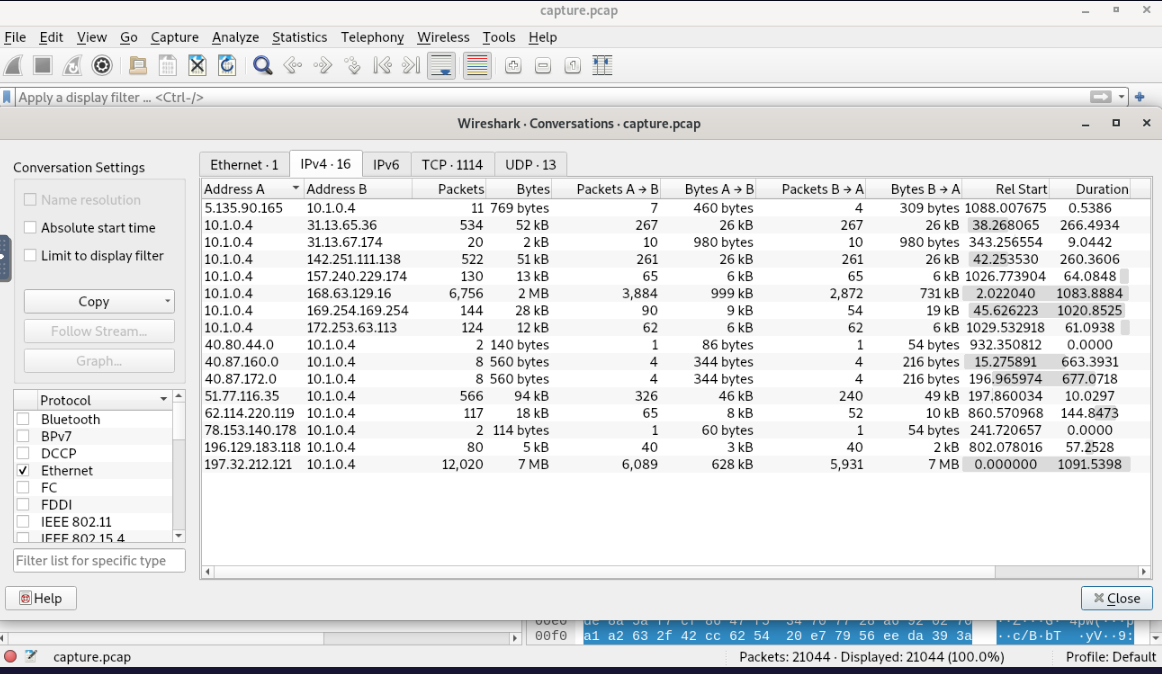 capture.pcap
File Edit View Go Capture Analyze Statistics Telephony Wireless Tools Help
Apply a display filter ... <Ctrl-/>
Wireshark · Conversations · capture.pcap
Conversation Settings
Name resolution
Absolute start time
Limit to display filter
Copy
Follow Stream...
Graph...
Protocol
Bluetooth
BPv7
DCCP
Ethernet
FC
FDDI
IEEE 802.11
IEEE 802.15.4
Filter list for specific type
Ethernet · 1 IPv4 · 16 IPv6 TCP · 1114 UDP · 13
Address A Address B Packets Bytes Packets A → B Bytes A → B Packets B → A Bytes B → A Rel Start Duration
5.135.90.165 10.1.0.4 11 769 bytes 7 460 bytes 4 309 bytes 1088.007675 0.5386
10.1.0.4 31.13.65.36 534 52 kB 267 26 kB 267 26 kB 38.268065 266.4934
10.1.0.4 31.13.67.174 20 2 kB 10 980 bytes 10 980 bytes 343.256554 9.0442
10.1.0.4 142.251.111.138 522 51 kB 261 26 kB 261 26 kB 42.253530 260.3606
10.1.0.4 157.240.229.174 130 13 kB 65 6 kB 65 6 kB 1026.773904 64.0848
10.1.0.4 168.63.129.16 6,756 2 MB 3,884 999 kB 2,872 731 kB 2.022040 1083.8884
10.1.0.4 169.254.169.254 144 28 kB 90 9 kB 54 19 kB 45.626223 1020.8525
10.1.0.4 172.253.63.113 124 12 kB 62 6 kB 62 6 kB 1029.532918 61.0938
40.80.44.0 10.1.0.4 2 140 bytes 1 86 bytes 1 54 bytes 932.350812 0.0000
40.87.160.0 10.1.0.4 8 560 bytes 4 344 bytes 4 216 bytes 15.275891 663.3931
40.87.172.0 10.1.0.4 8 560 bytes 4 344 bytes 4 216 bytes 196.965974 677.0718
51.77.116.35 10.1.0.4 566 94 kB 326 46 kB 240 49 kB 197.860034 10.0297
62.114.220.119 10.1.0.4 117 18 kB 65 8 kB 52 10 kB 860.570968 144.8473
78.153.140.178 10.1.0.4 2 114 bytes 1 60 bytes 1 54 bytes 241.720657 0.0000
196.129.183.118 10.1.0.4 80 5 kB 40 3 kB 40 2 kB 802.078016 57.2528
197.32.212.121 10.1.0.4 12,020 7 MB 6,089 628 kB 5,931 7 MB 0.000000 1091.5398
Help
Close
00f0 a1 a2 63 2f 42 cc 62 54 20 e7 79 56 ee da 39 3a ··c/B·bT ·yV··9:
capture.pcap
Packets: 21044 · Displayed: 21044 (100.0%)
Profile: Default